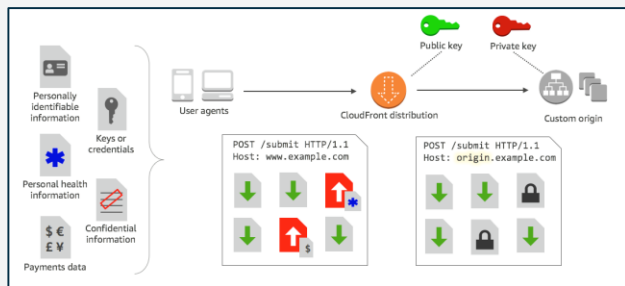 Public key
Private key
Personally identifiable
information
Keys or
credentials
User agents
CloudFront distribution
Custom origin
Personal health
information
Confidential
information
$ €
£ ¥
Payments data
POST /submit HTTP/1.1
Host: www.example.com
*
$
POST /submit HTTP/1.1
Host: origin.example.com